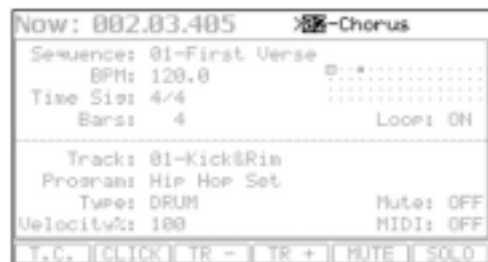 Now: 002.03.405 >02-Chorus
Sequence: 01-First Verse
BPM: 120.0
Time Sig: 4/4
Bars: 4 Loop: ON
Track: 01-Kick&Rim
Program: Hip Hop Set
Type: DRUM Mute: OFF
Velocity%: 100 MIDI: OFF
T.C. CLICK TR - TR + MUTE SOLO